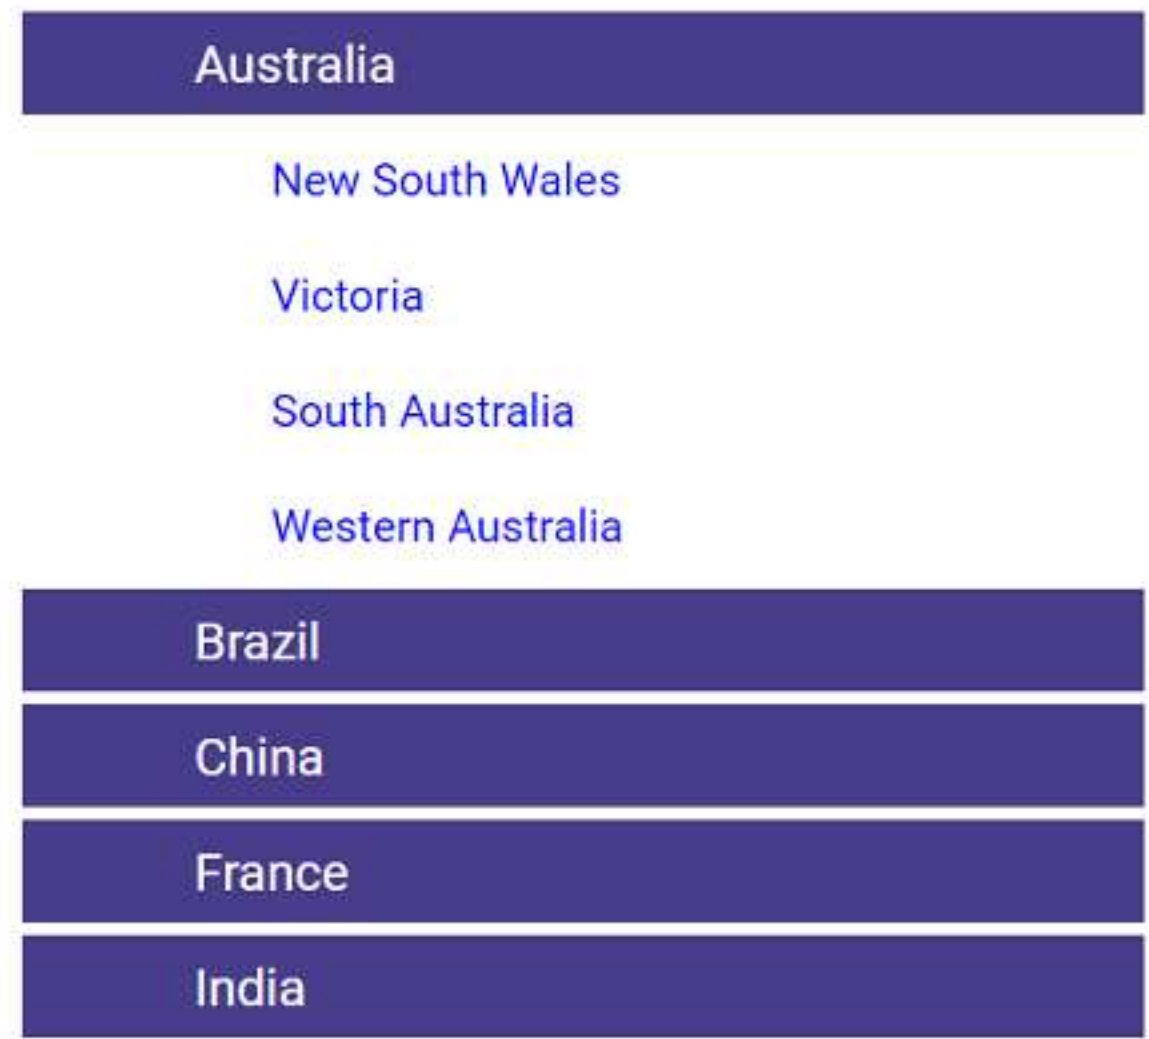 Australia
New South Wales
Victoria
South Australia
Western Australia
Brazil
China
France
India